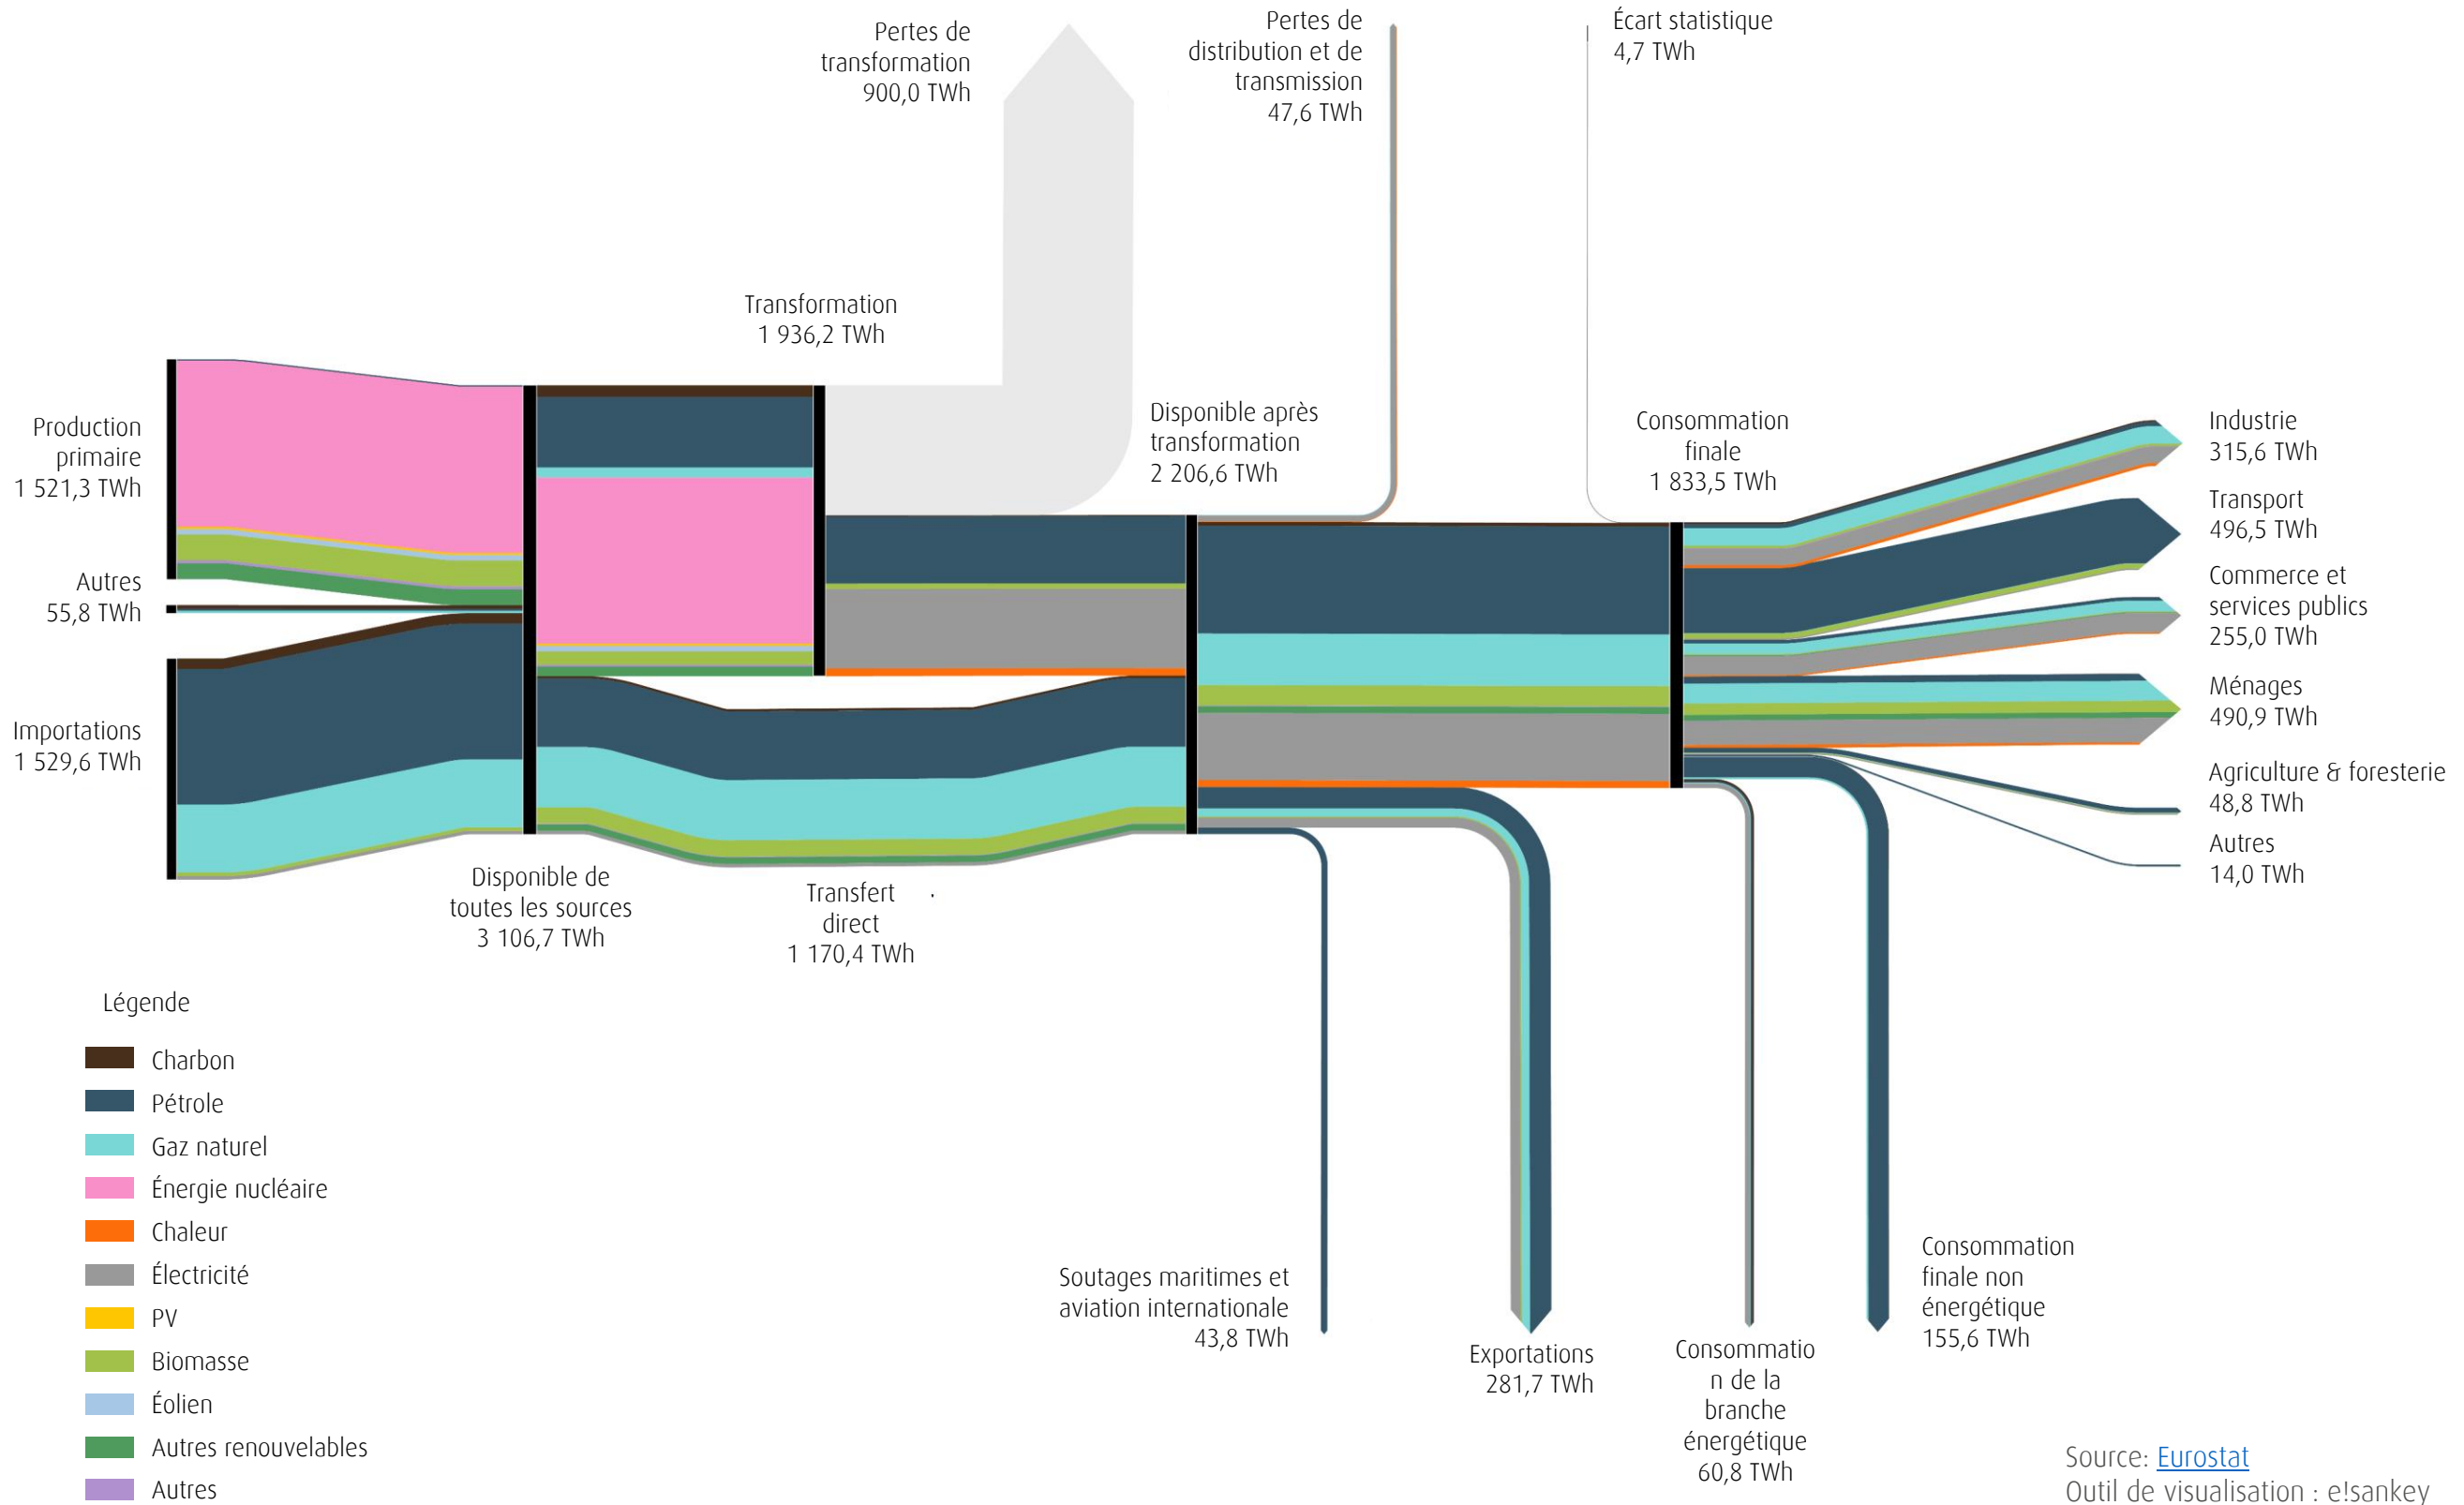 Pertes de
transformation
900,0 TWh
Pertes de
distribution et de
transmission
47,6 TWh
Écart statistique
4,7 TWh
Transformation
1 936,2 TWh
Disponible après
transformation
2 206,6 TWh
Consommation
finale
1 833,5 TWh
Production
primaire
1 521,3 TWh
Autres
55,8 TWh
Importations
1 529,6 TWh
Industrie
315,6 TWh
Transport
496,5 TWh
Commerce et
services publics
255,0 TWh
Ménages
490,9 TWh
Agriculture & foresterie
48,8 TWh
Autres
14,0 TWh
Disponible de
toutes les sources
3 106,7 TWh
Transfert .
direct
1 170,4 TWh
Légende
Charbon
Pétrole
Gaz naturel
Énergie nucléaire
Chaleur
Électricité
PV
Biomasse
Éolien
Autres renouvelables
Autres
Soutages maritimes et
aviation internationale
43,8 TWh
Exportations
281,7 TWh
Consommatio
n de la
branche
énergétique
60,8 TWh
Consommation
finale non
énergétique
155,6 TWh
Source: Eurostat
Outil de visualisation : e!sankey